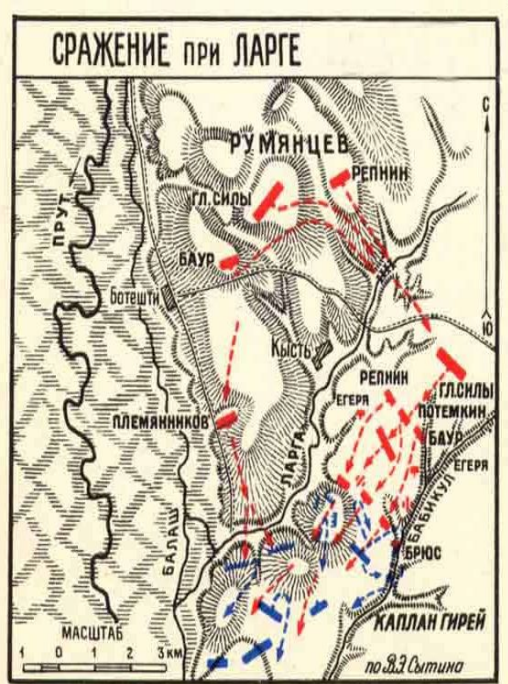 СРАЖЕНИЕ ПРИ ЛАРГЕ
РУМЯНЦЕВ
С
РЕПНИН
ГЛ.СИЛЫ
ПРУТ
БАУР
Ботешти
Ю
Кысть
РЕПНИН
ГЛ.СИЛЫ
ЕГЕРЯ
ПОТЕМКИН
ПЛЕМЯННИКОВ
БАУР
ЛАРГА
ЕГЕРЯ
БАБИКУЛ
БАЛАШ
БРЮС
КАПЛАН ГИРЕЙ
МАСШТАБ
1 0 1 2 3 КМ
по В.Э.Сытина